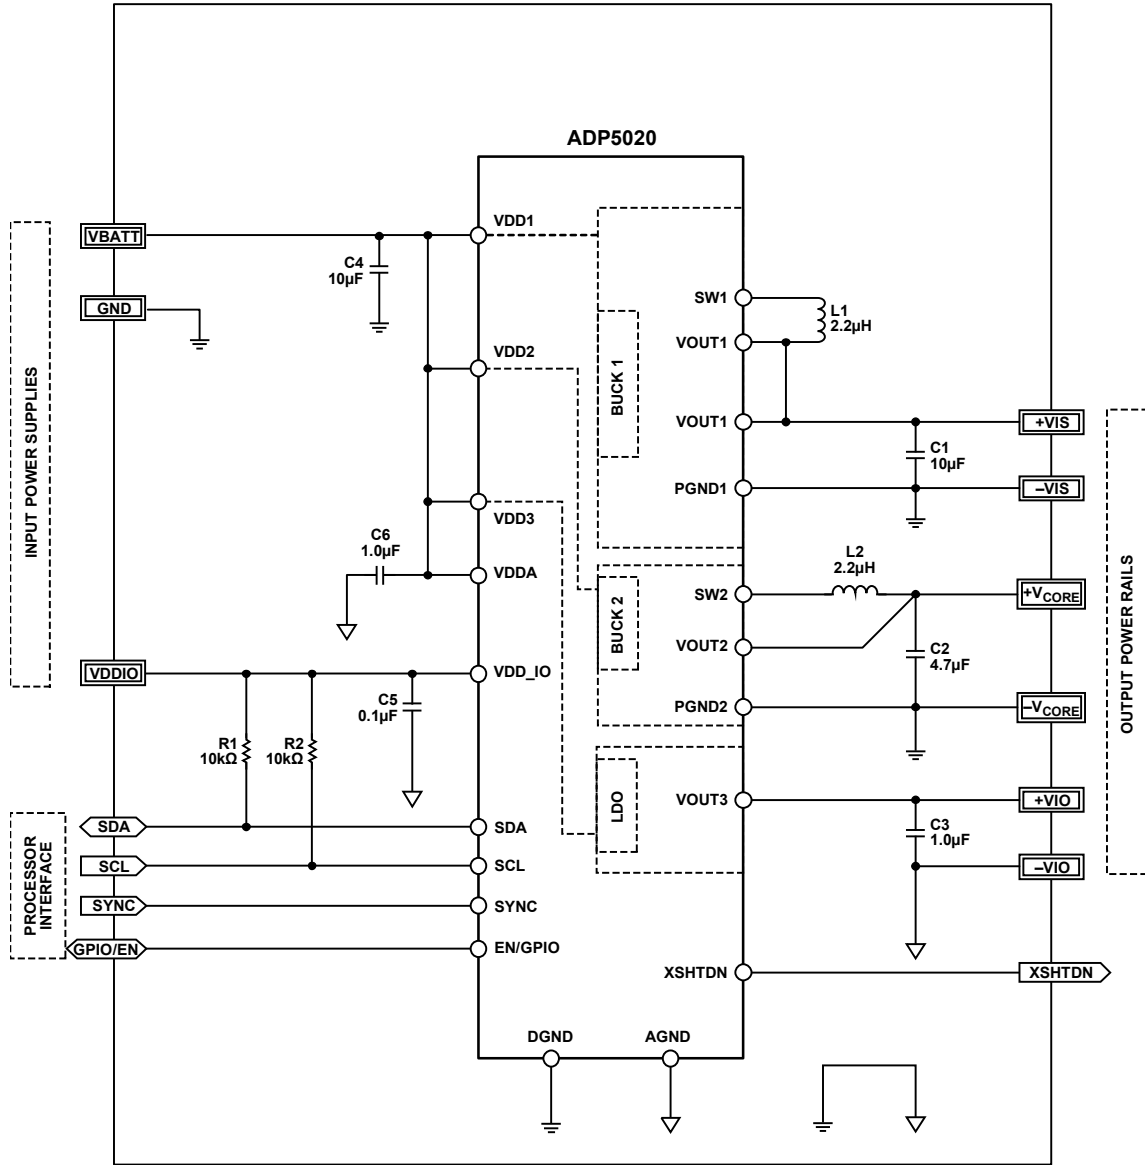 ADP5020
INPUT POWER SUPPLIES
VBATT
GND
VDDIO
C4
10µF
C6
1.0µF
C5
0.1µF
R1
10kΩ
R2
10kΩ
PROCESSOR
INTERFACE
SDA
SCL
SYNC
GPIO/EN
VDD1
VDD2
VDD3
VDDA
VDD_IO
SDA
SCL
SYNC
EN/GPIO
BUCK 1
BUCK 2
LDO
SW1
VOUT1
VOUT1
PGND1
SW2
VOUT2
PGND2
VOUT3
XSHTDN
DGND
AGND
L1
2.2µH
C1
10µF
L2
2.2µH
C2
4.7µF
C3
1.0µF
+VIS
–VIS
+VCORE
–VCORE
+VIO
–VIO
XSHTDN
OUTPUT POWER RAILS